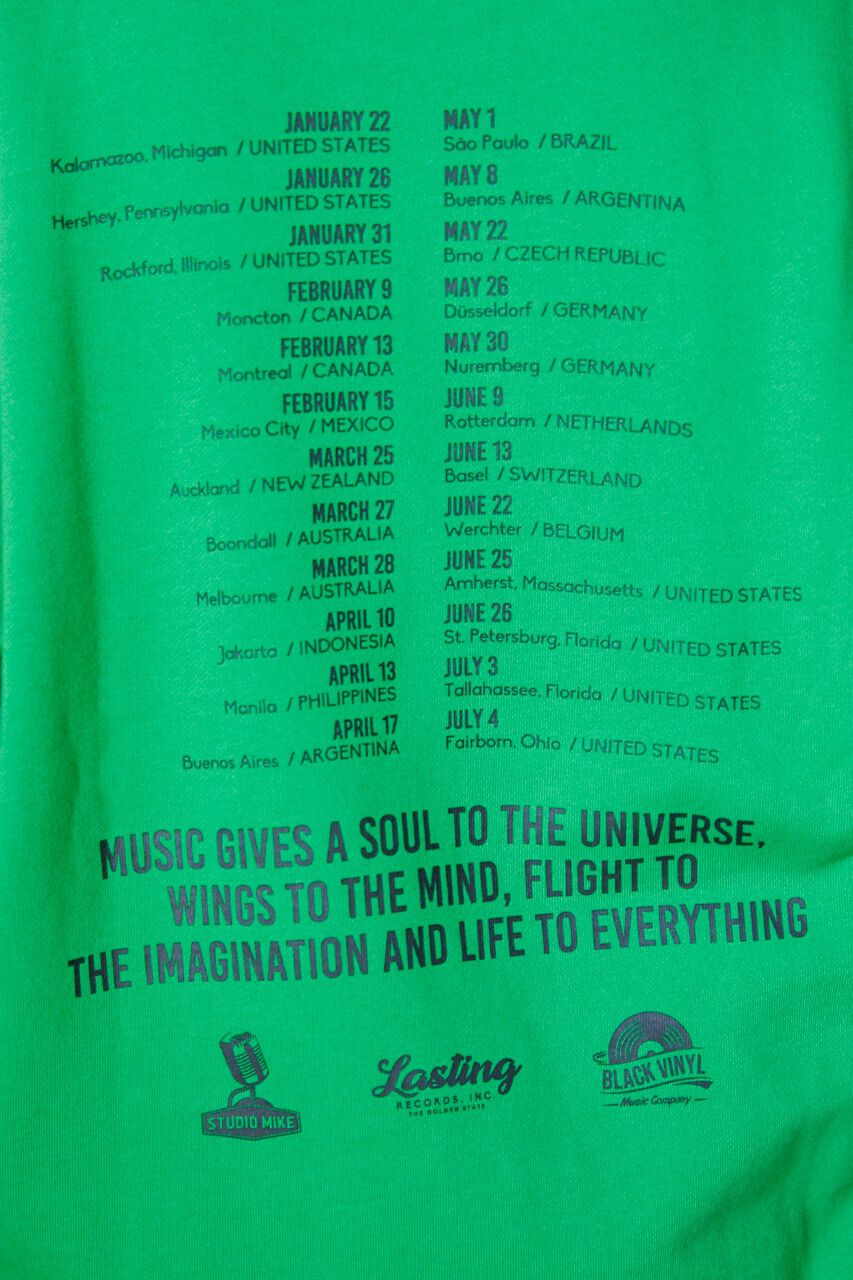 JANUARY 22
Kalamazoo, Michigan / UNITED STATES
JANUARY 26
Hershey, Pennsylvania / UNITED STATES
JANUARY 31
Rockford, Illinois / UNITED STATES
FEBRUARY 9
Moncton / CANADA
FEBRUARY 13
Montreal / CANADA
FEBRUARY 15
Mexico City / MEXICO
MARCH 25
Auckland / NEW ZEALAND
MARCH 27
Boondall / AUSTRALIA
MARCH 28
Melbourne / AUSTRALIA
APRIL 10
Jakarta / INDONESIA
APRIL 13
Manila / PHILIPPINES
APRIL 17
Buenos Aires / ARGENTINA
MAY 1
São Paulo / BRAZIL
MAY 8
Buenos Aires / ARGENTINA
MAY 22
Brno / CZECH REPUBLIC
MAY 26
Düsseldorf / GERMANY
MAY 30
Nuremberg / GERMANY
JUNE 9
Rotterdam / NETHERLANDS
JUNE 13
Basel / SWITZERLAND
JUNE 22
Werchter / BELGIUM
JUNE 25
Amherst, Massachusetts / UNITED STATES
JUNE 26
St. Petersburg, Florida / UNITED STATES
JULY 3
Tallahassee, Florida / UNITED STATES
JULY 4
Fairborn, Ohio / UNITED STATES
MUSIC GIVES A SOUL TO THE UNIVERSE,
WINGS TO THE MIND, FLIGHT TO
THE IMAGINATION AND LIFE TO EVERYTHING
STUDIO MIKE
Lasting
RECORDS, INC.
THE GOLDEN STATE
BLACK VINYL
Music Company